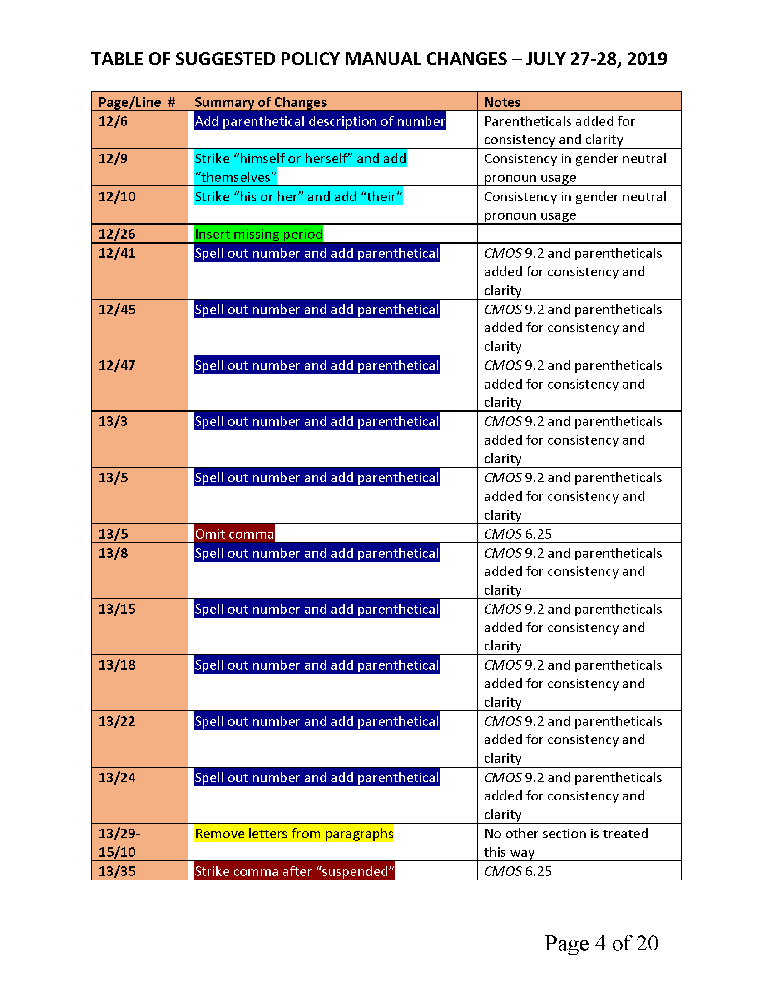 TABLE OF SUGGESTED POLICY MANUAL CHANGES – JULY 27-28, 2019
Page/Line # Summary of Changes Notes
12/6 Add parenthetical description of number Parentheticals added for
consistency and clarity
12/9 Strike “himself or herself” and add Consistency in gender neutral
“themselves” pronoun usage
12/10 Strike “his or her” and add “their” Consistency in gender neutral
pronoun usage
12/26 Insert missing period
12/41 Spell out number and add parenthetical CMOS 9.2 and parentheticals
added for consistency and
clarity
12/45 Spell out number and add parenthetical CMOS 9.2 and parentheticals
added for consistency and
clarity
12/47 Spell out number and add parenthetical CMOS 9.2 and parentheticals
added for consistency and
clarity
13/3 Spell out number and add parenthetical CMOS 9.2 and parentheticals
added for consistency and
clarity
13/5 Spell out number and add parenthetical CMOS 9.2 and parentheticals
added for consistency and
clarity
13/5 Omit comma CMOS 6.25
13/8 Spell out number and add parenthetical CMOS 9.2 and parentheticals
added for consistency and
clarity
13/15 Spell out number and add parenthetical CMOS 9.2 and parentheticals
added for consistency and
clarity
13/18 Spell out number and add parenthetical CMOS 9.2 and parentheticals
added for consistency and
clarity
13/22 Spell out number and add parenthetical CMOS 9.2 and parentheticals
added for consistency and
clarity
13/24 Spell out number and add parenthetical CMOS 9.2 and parentheticals
added for consistency and
clarity
13/29- Remove letters from paragraphs No other section is treated
15/10 this way
13/35 Strike comma after “suspended” CMOS 6.25
Page 4 of 20